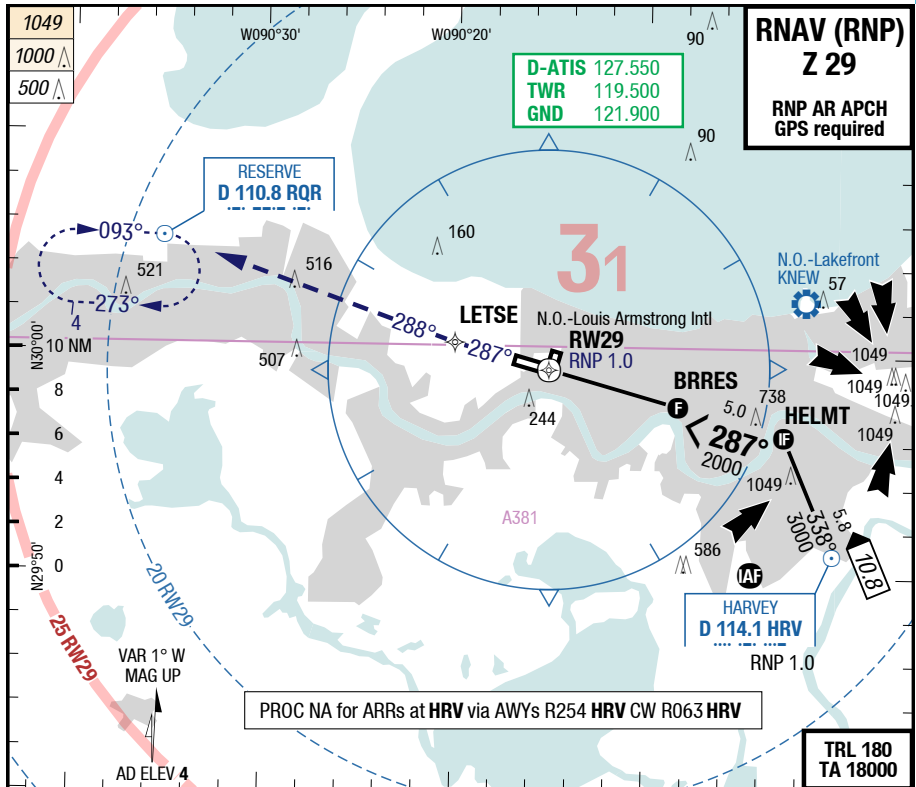 1049
1000
500
W090°30'
W090°20'
90
RNAV (RNP)
Z 29
RNP AR APCH
GPS required
D-ATIS 127.550
TWR 119.500
GND 121.900
90
RESERVE
D 110.8 RQR
093°
160
31
521
516
273°
4
N.O.-Lakefront
KNEW
57
LETSE
288°
287°
N.O.-Louis Armstrong Intl
RW29
RNP 1.0
N30°00'
10 NM
507
1049
8
BRRES
F
738
5.0
1049
1049
244
HELMT
IF
6
287°
2000
1049
4
1049
A381
338°
3000
5.8
2
586
10.8
N29°50'
0
IAF
20 RW29
HARVEY
D 114.1 HRV
25 RW29
RNP 1.0
VAR 1° W
MAG UP
PROC NA for ARRs at HRV via AWYs R254 HRV CW R063 HRV
AD ELEV 4
TRL 180
TA 18000